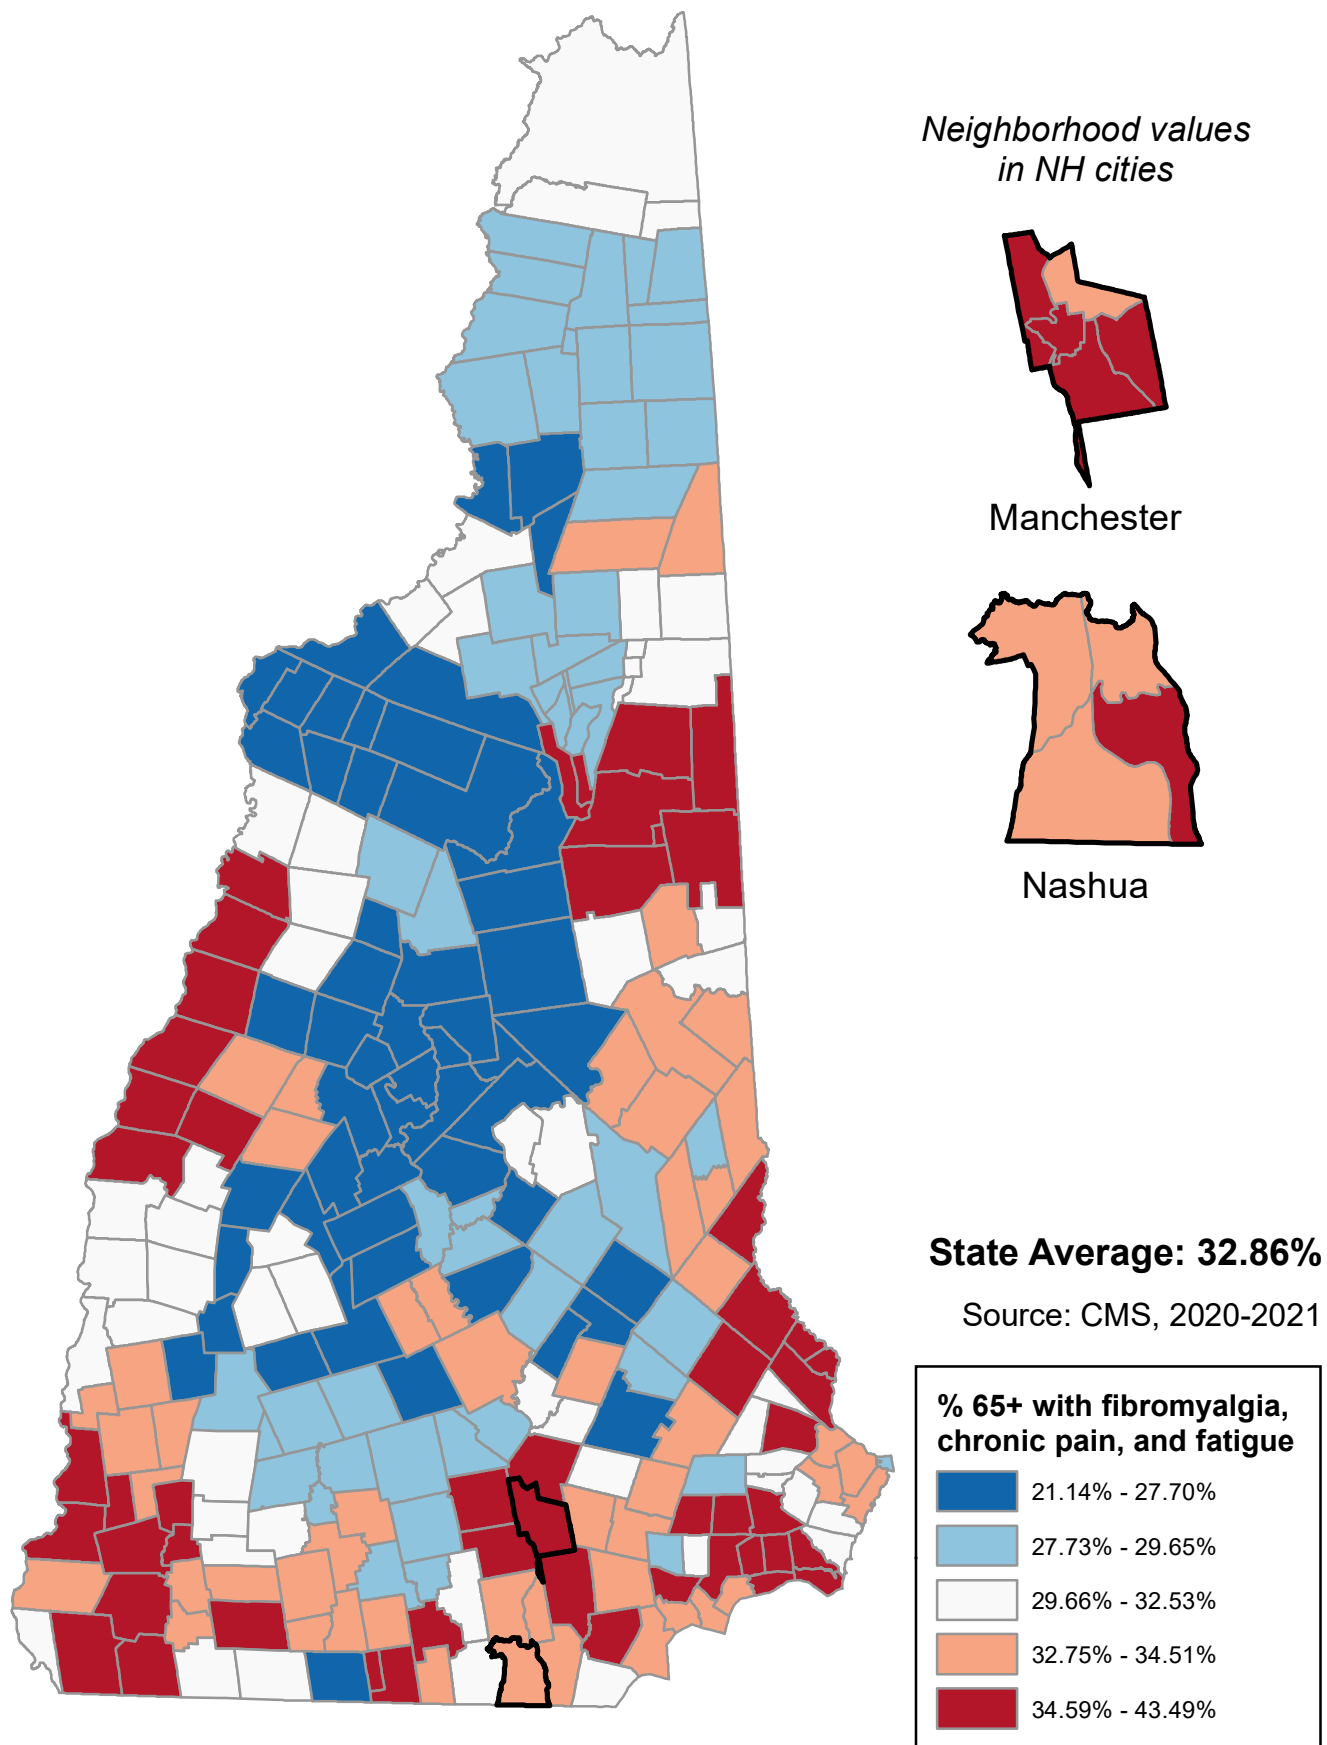 Neighborhood values
in NH cities
Manchester
Nashua
State Average: 32.86%
Source: CMS, 2020-2021
% 65+ with fibromyalgia,
chronic pain, and fatigue
21.14% - 27.70%
27.73% - 29.65%
29.66% - 32.53%
32.75% - 34.51%
34.59% - 43.49%